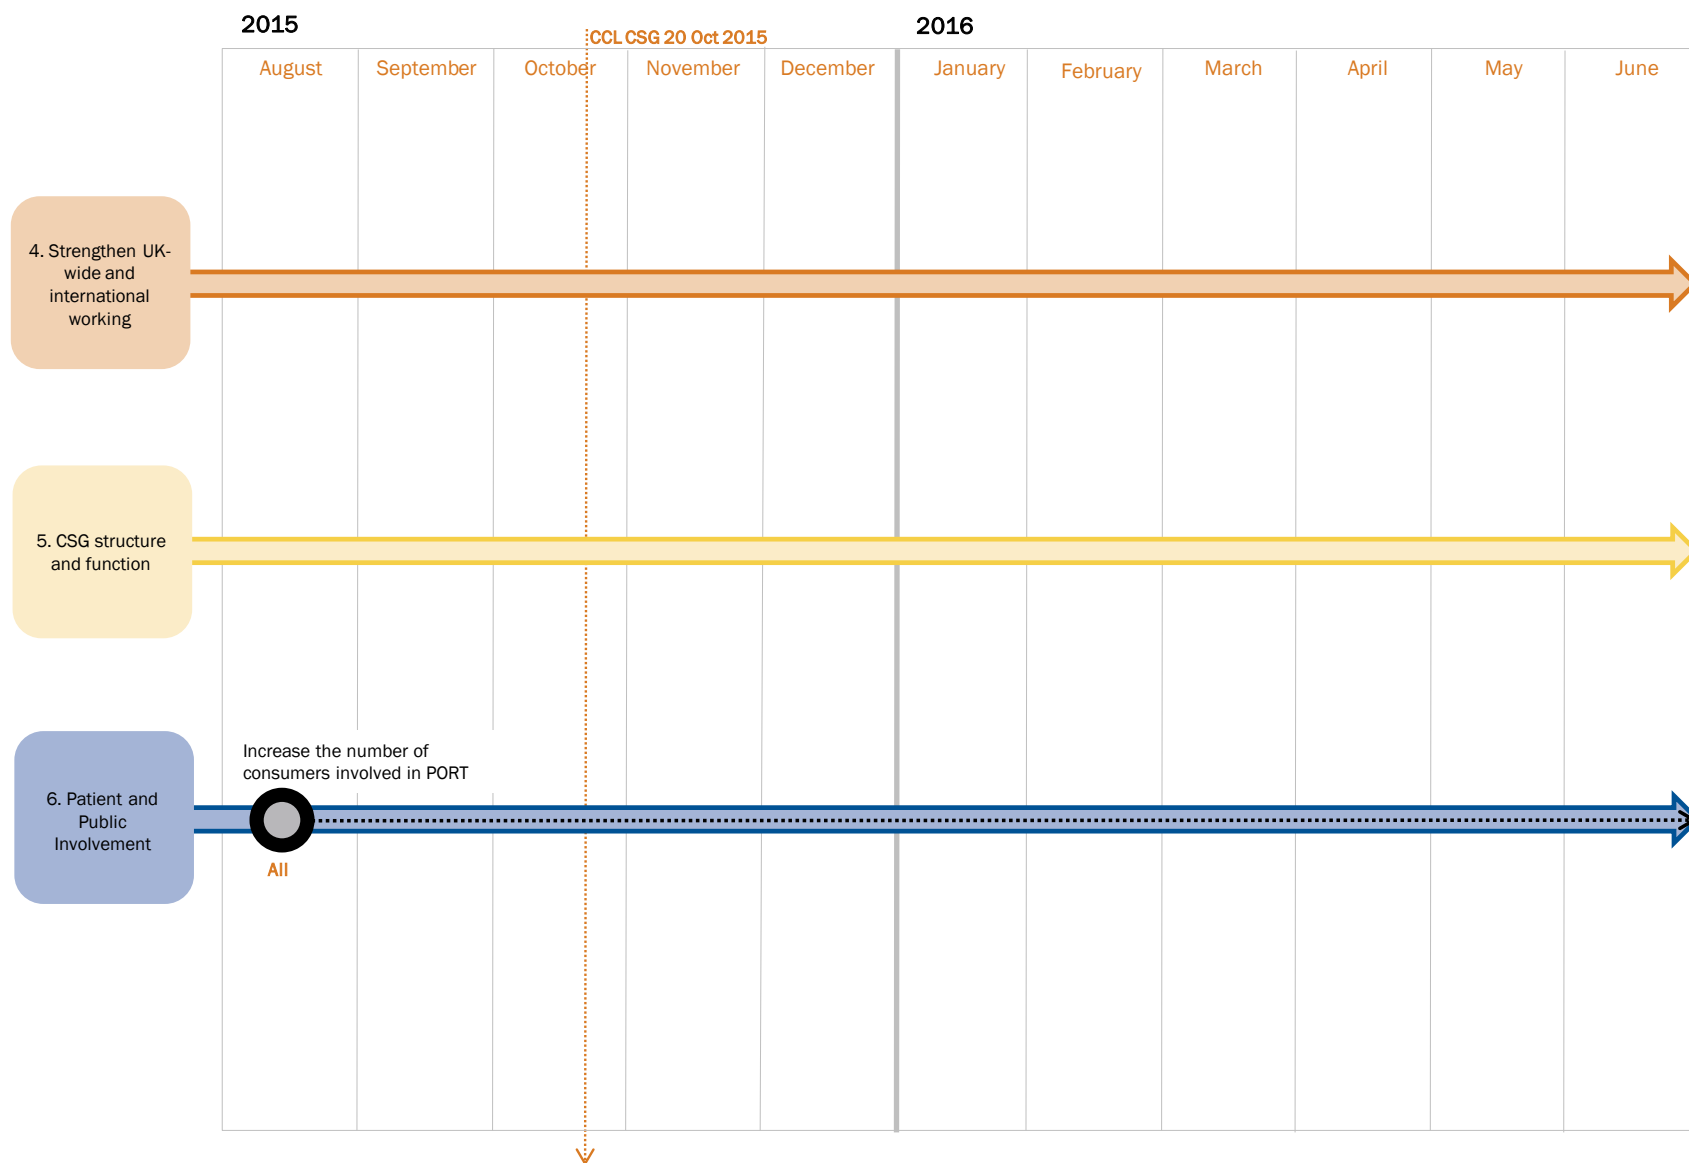 2015
2016
CCL CSG 20 Oct 2015
August
September
October
November
December
January
February
March
April
May
June
4. Strengthen UK-
wide and
international
working
5. CSG structure
and function
Increase the number of
consumers involved in PORT
6. Patient and
Public
Involvement
All